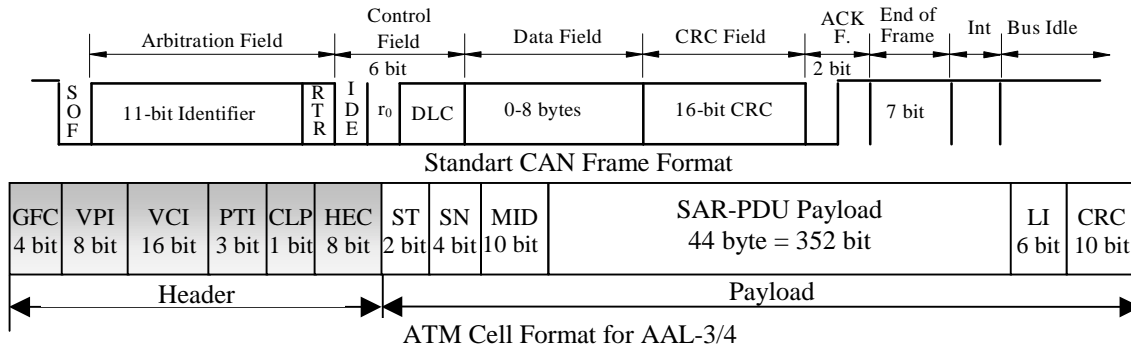 Arbitration Field
Control Field
6 bit
Data Field
CRC Field
ACK F.
2 bit
End of Frame
Int
Bus Idle
SOF
11-bit Identifier
RTR
IDE
r0
DLC
0-8 bytes
16-bit CRC
7 bit
Standart CAN Frame Format
GFC VPI VCI PTI CLP HEC ST SN MID SAR-PDU Payload LI CRC
4 bit 8 bit 16 bit 3 bit 1 bit 8 bit 2 bit 4 bit 10 bit 44 byte = 352 bit 6 bit 10 bit
Header Payload
ATM Cell Format for AAL-3/4